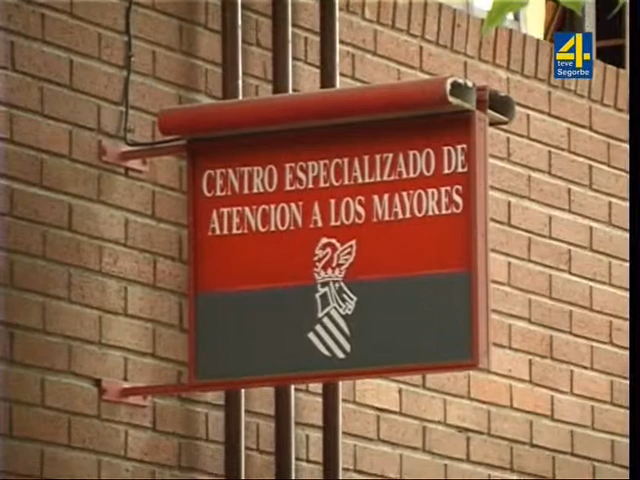 4
teve
Segorbe
CENTRO ESPECIALIZADO DE
ATENCION A LOS MAYORES